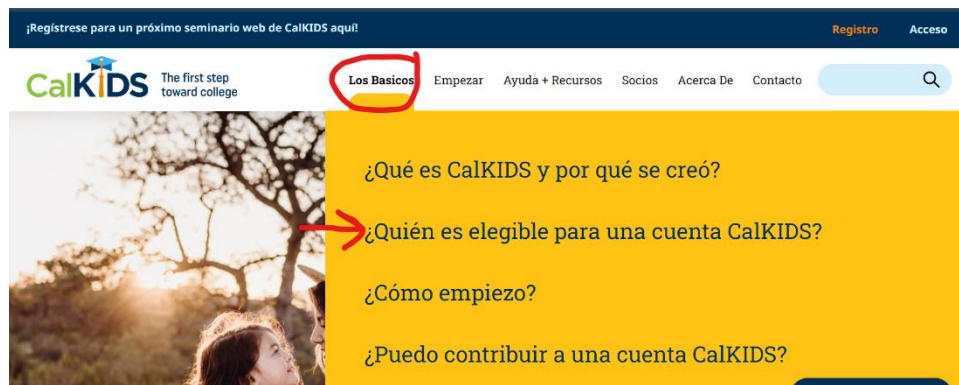 ¡Regístrese para un próximo seminario web de CalKIDS aquí!
Registro
Acceso
CalKIDS
The first step
toward college
Los Basicos
Empezar
Ayuda + Recursos
Socios
Acerca De
Contacto
¿Qué es CalKIDS y por qué se creó?
¿Quién es elegible para una cuenta CalKIDS?
¿Cómo empiezo?
¿Puedo contribuir a una cuenta CalKIDS?